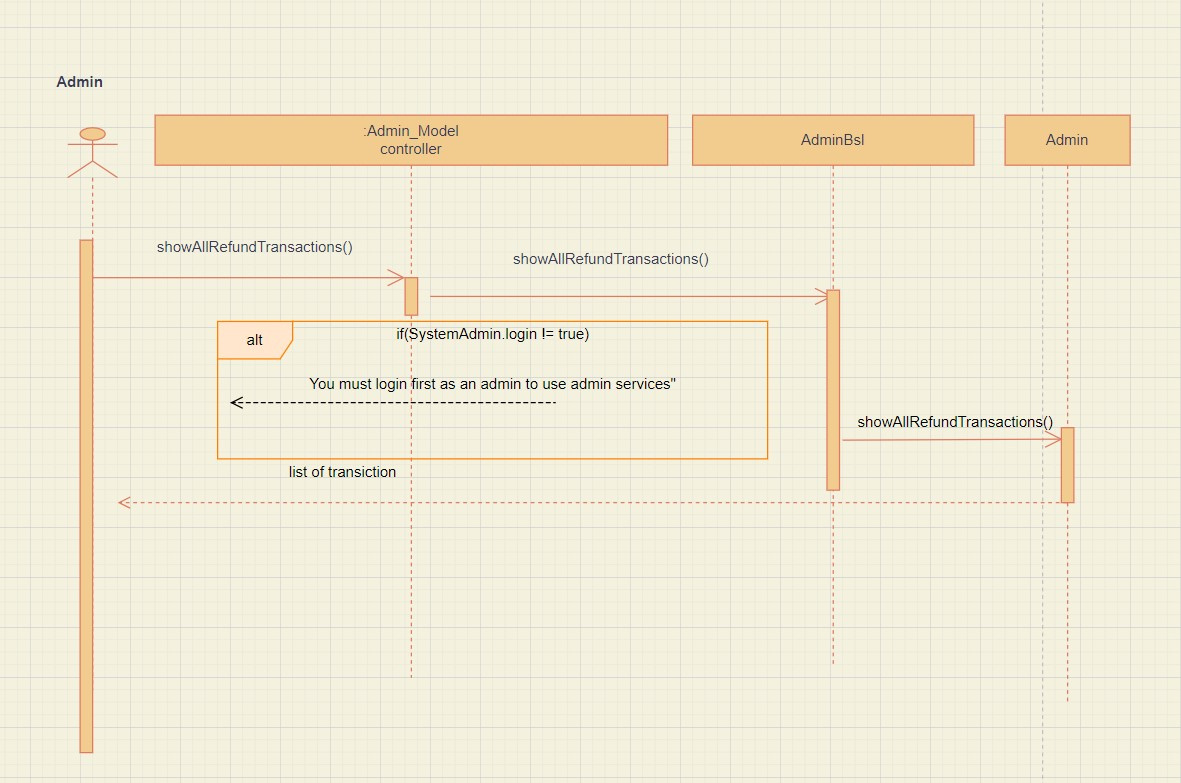 Admin
:Admin_Model
controller
AdminBsl
Admin
showAllRefundTransactions()
showAllRefundTransactions()
alt
if(SystemAdmin.login != true)
You must login first as an admin to use admin services"
showAllRefundTransactions()
list of transiction